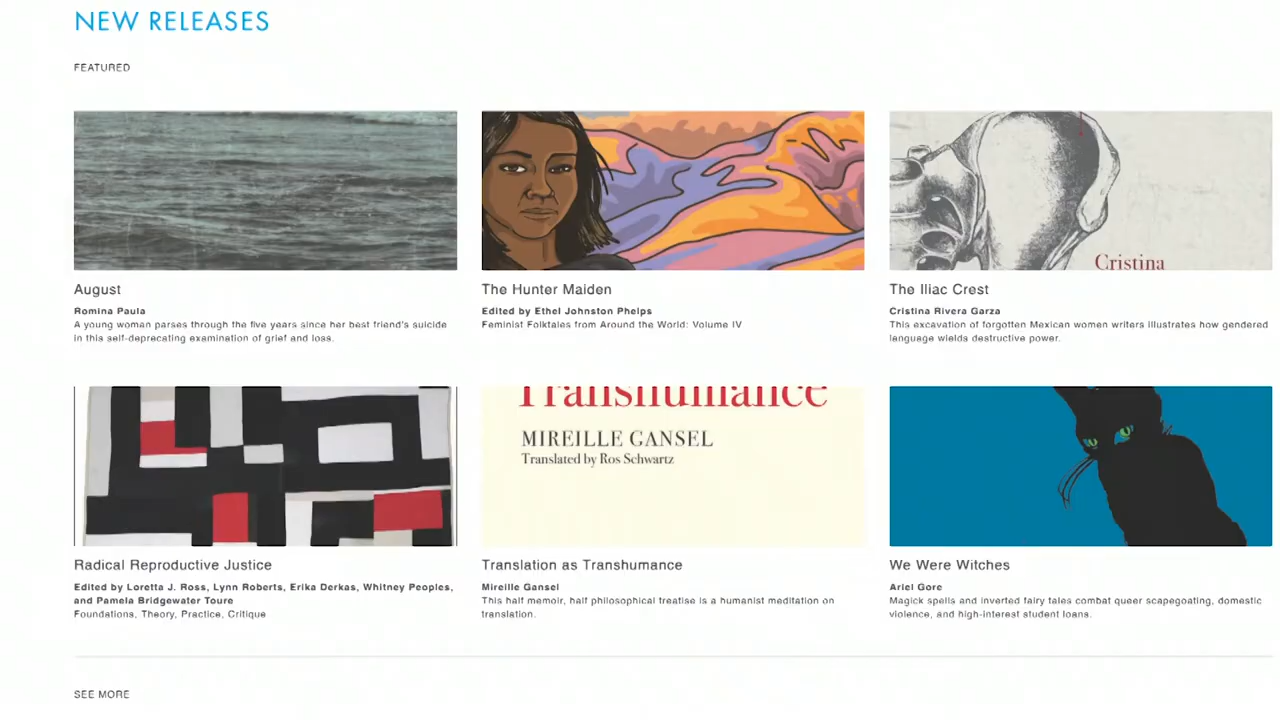 NEW RELEASES
FEATURED
August
Romina Paula
A young woman parses through the five years since her best friend's suicide
in this self-deprecating examination of grief and loss.
The Hunter Maiden
Edited by Ethel Johnston Phelps
Feminist Folktales from Around the World: Volume IV
Cristina
The Iliac Crest
Cristina Rivera Garza
This excavation of forgotten Mexican women writers illustrates how gendered
language wields destructive power.
Radical Reproductive Justice
Edited by Loretta J. Ross, Lynn Roberts, Erika Derkas, Whitney Peoples,
and Pamela Bridgewater Toure
Foundations, Theory, Practice, Critique
Transhumance
MIREILLE GANSEL
Translated by Ros Schwartz
Translation as Transhumance
Mireille Gansel
This half memoir, half philosophical treatise is a humanist meditation on
translation.
We Were Witches
Ariel Gore
Magick spells and inverted fairy tales combat queer scapegoating, domestic
violence, and high-interest student loans.
SEE MORE